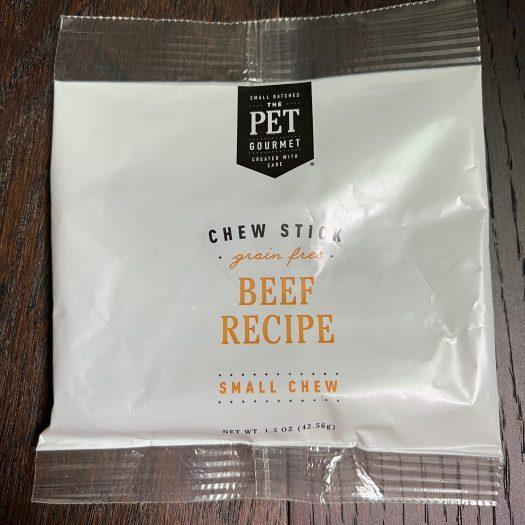 SMALL BATCHES
THE
PET
GOURMET
CREATED WITH
CARE
®
CHEW STICK
· grain free ·
BEEF
RECIPE
SMALL CHEW
NET WT. 1.5 OZ (42.56g)